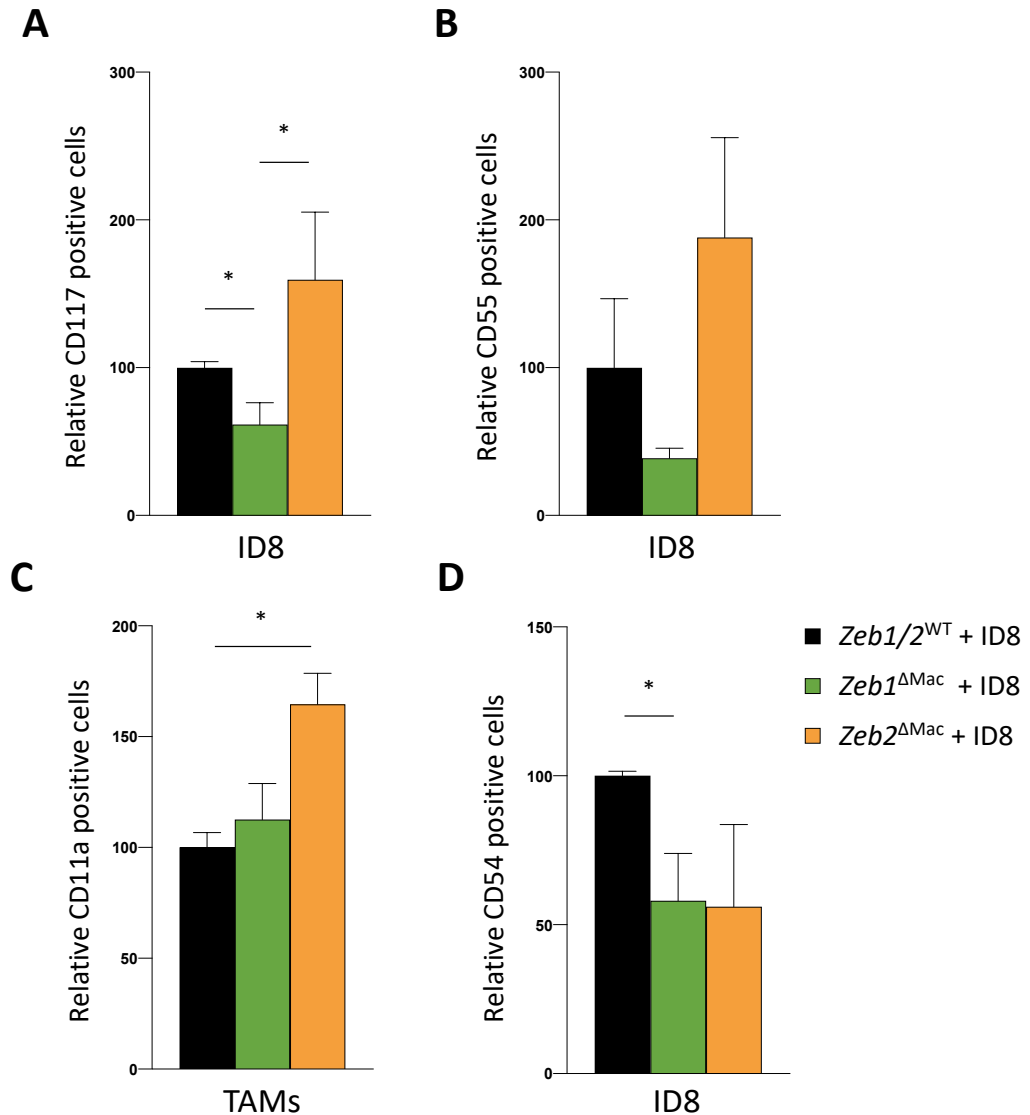 A
Relative CD117 positive cells
300
200
100
0
*
*
ID8
B
Relative CD55 positive cells
300
200
100
0
ID8
C
Relative CD11a positive cells
200
150
100
50
0
*
TAMs
D
Relative CD54 positive cells
150
100
50
0
*
ID8
Zeb1/2WT + ID8
Zeb1ΔMac + ID8
Zeb2ΔMac + ID8